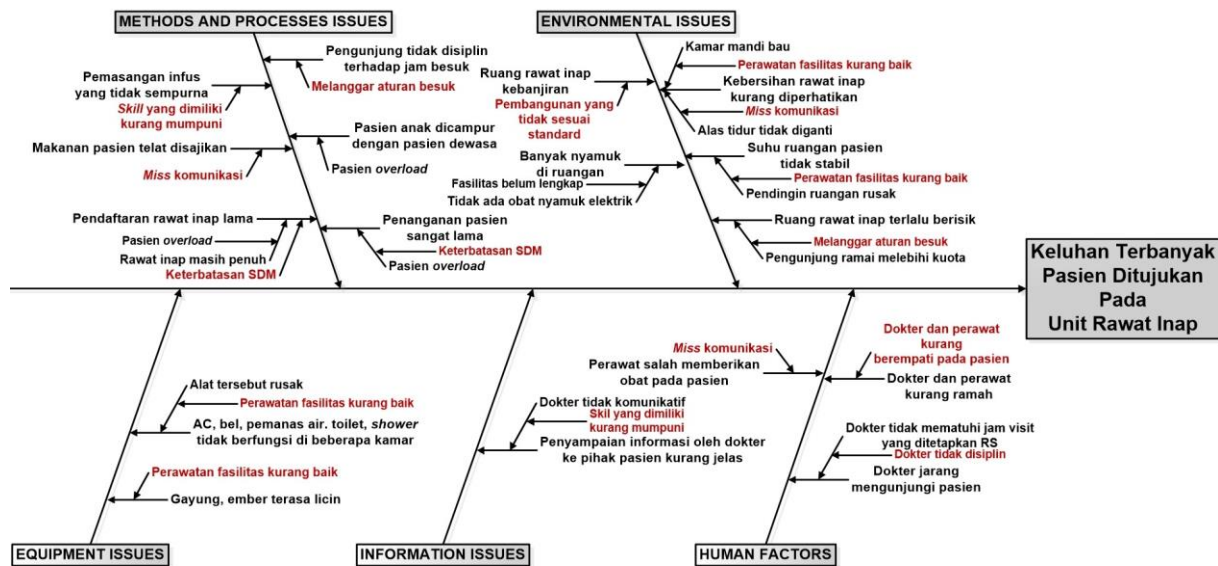 METHODS AND PROCESSES ISSUES
Pengunjung tidak disiplin
terhadap jam besuk
Melanggar aturan besuk
Pemasangan infus
yang tidak sempurna
Skill yang dimiliki
kurang mumpuni
Pasien anak dicampur
dengan pasien dewasa
Pasien overload
Makanan pasien telat disajikan
Miss komunikasi
Pendaftaran rawat inap lama
Pasien overload
Rawat inap masih penuh
Keterbatasan SDM
Penanganan pasien
sangat lama
Keterbatasan SDM
Pasien overload
ENVIRONMENTAL ISSUES
Kamar mandi bau
Perawatan fasilitas kurang baik
Kebersihan rawat inap
kurang diperhatikan
Miss komunikasi
Alas tidur tidak diganti
Ruang rawat inap
kebanjiran
Pembangunan yang
tidak sesuai
standard
Suhu ruangan pasien
tidak stabil
Perawatan fasilitas kurang baik
Pendingin ruangan rusak
Banyak nyamuk
di ruangan
Fasilitas belum lengkap
Tidak ada obat nyamuk elektrik
Ruang rawat inap terlalu berisik
Melanggar aturan besuk
Pengunjung ramai melebihi kuota
Keluhan Terbanyak
Pasien Ditujukan
Pada
Unit Rawat Inap
Alat tersebut rusak
Perawatan fasilitas kurang baik
AC, bel, pemanas air. toilet, shower
tidak berfungsi di beberapa kamar
Perawatan fasilitas kurang baik
Gayung, ember terasa licin
EQUIPMENT ISSUES
Dokter tidak komunikatif
Skil yang dimiliki
kurang mumpuni
Penyampaian informasi oleh dokter
ke pihak pasien kurang jelas
INFORMATION ISSUES
Miss komunikasi
Perawat salah memberikan
obat pada pasien
Dokter dan perawat
kurang
berempati pada pasien
Dokter dan perawat
kurang ramah
Dokter tidak mematuhi jam visit
yang ditetapkan RS
Dokter tidak disiplin
Dokter jarang
mengunjungi pasien
HUMAN FACTORS